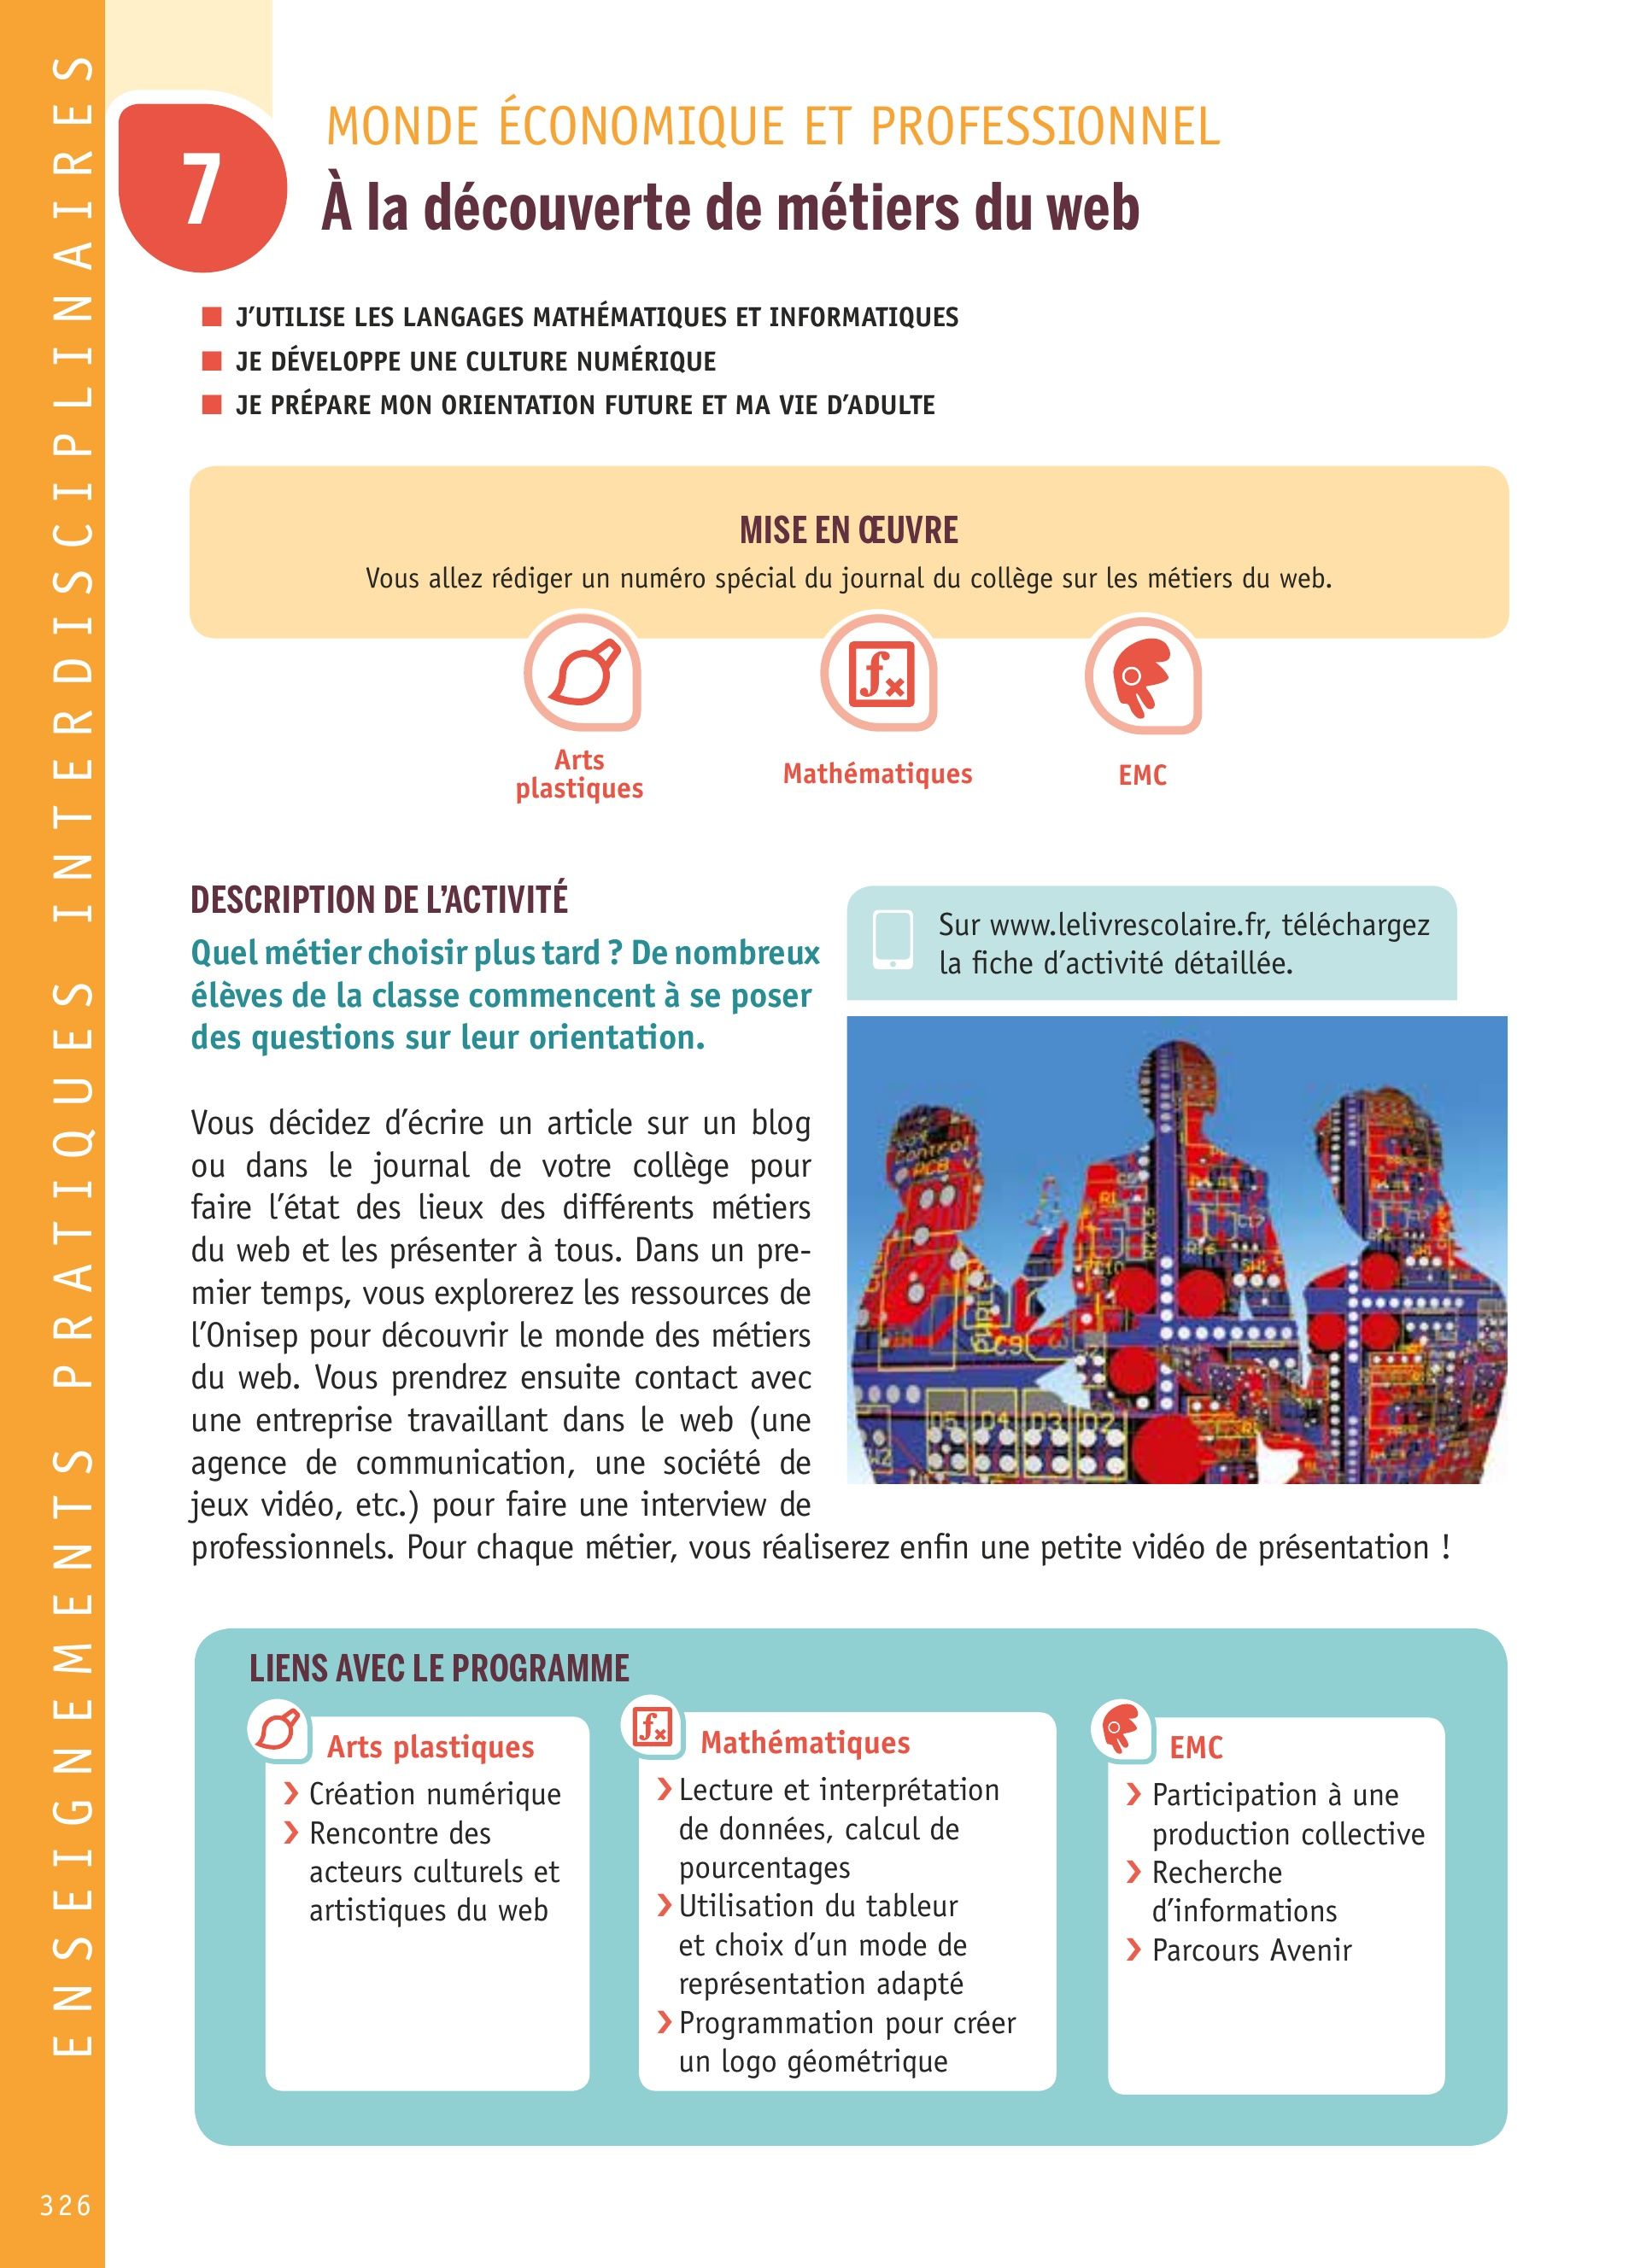 ENSEIGNEMENTS PRATIQUES INTERDISCIPLINAIRES
7
MONDE ÉCONOMIQUE ET PROFESSIONNEL
À la découverte de métiers du web
J’UTILISE LES LANGAGES MATHÉMATIQUES ET INFORMATIQUES
JE DÉVELOPPE UNE CULTURE NUMÉRIQUE
JE PRÉPARE MON ORIENTATION FUTURE ET MA VIE D’ADULTE
MISE EN ŒUVRE
Vous allez rédiger un numéro spécial du journal du collège sur les métiers du web.
Arts
plastiques
Mathématiques
EMC
DESCRIPTION DE L’ACTIVITÉ
Quel métier choisir plus tard ? De nombreux
élèves de la classe commencent à se poser
des questions sur leur orientation.
Sur www.lelivrescolaire.fr, téléchargez
la fiche d’activité détaillée.
Vous décidez d’écrire un article sur un blog
ou dans le journal de votre collège pour
faire l’état des lieux des différents métiers
du web et les présenter à tous. Dans un pre-
mier temps, vous explorerez les ressources de
l’Onisep pour découvrir le monde des métiers
du web. Vous prendrez ensuite contact avec
une entreprise travaillant dans le web (une
agence de communication, une société de
jeux vidéo, etc.) pour faire une interview de
professionnels. Pour chaque métier, vous réaliserez enfin une petite vidéo de présentation !
control
PCB
R1
C9
D5 D4 D3 D2
LIENS AVEC LE PROGRAMME
Arts plastiques
› Création numérique
› Rencontre des
acteurs culturels et
artistiques du web
Mathématiques
› Lecture et interprétation
de données, calcul de
pourcentages
› Utilisation du tableur
et choix d’un mode de
représentation adapté
› Programmation pour créer
un logo géométrique
EMC
› Participation à une
production collective
› Recherche
d’informations
› Parcours Avenir
326